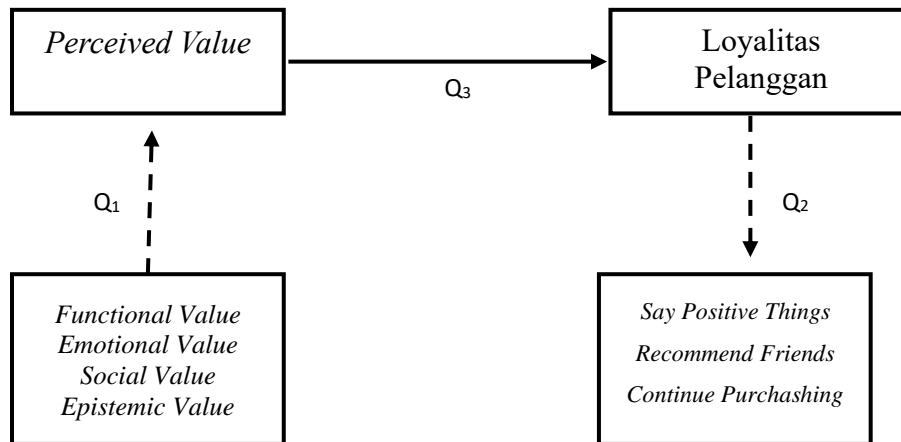 Perceived Value
Loyalitas
Pelanggan
Q3
Q1
Q2
Functional Value
Emotional Value
Social Value
Epistemic Value
Say Positive Things
Recommend Friends
Continue Purchashing